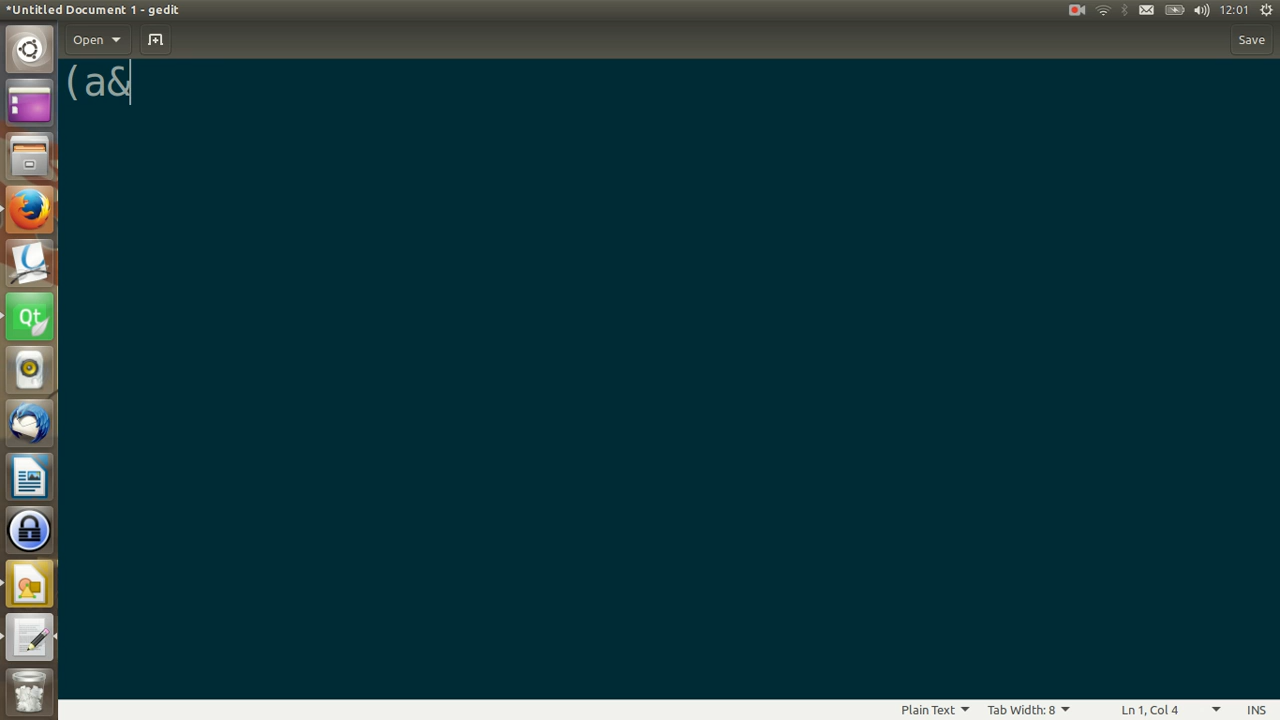 *Untitled Document 1 - gedit
12:01
Open
Save
(a&
Qt
Plain Text
Tab Width: 8
Ln 1, Col 4
INS